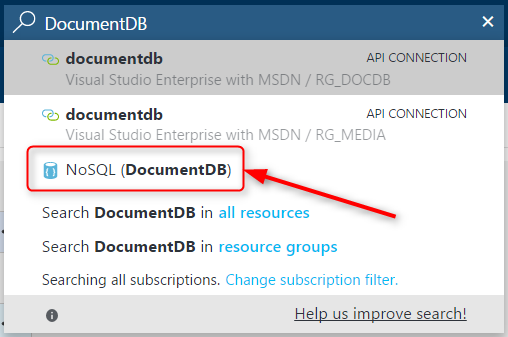 DocumentDB
documentdb
API CONNECTION
Visual Studio Enterprise with MSDN / RG_DOCDB
documentdb
API CONNECTION
Visual Studio Enterprise with MSDN / RG_MEDIA
NoSQL (DocumentDB)
Search DocumentDB in all resources
Search DocumentDB in resource groups
Searching all subscriptions. Change subscription filter.
Help us improve search!